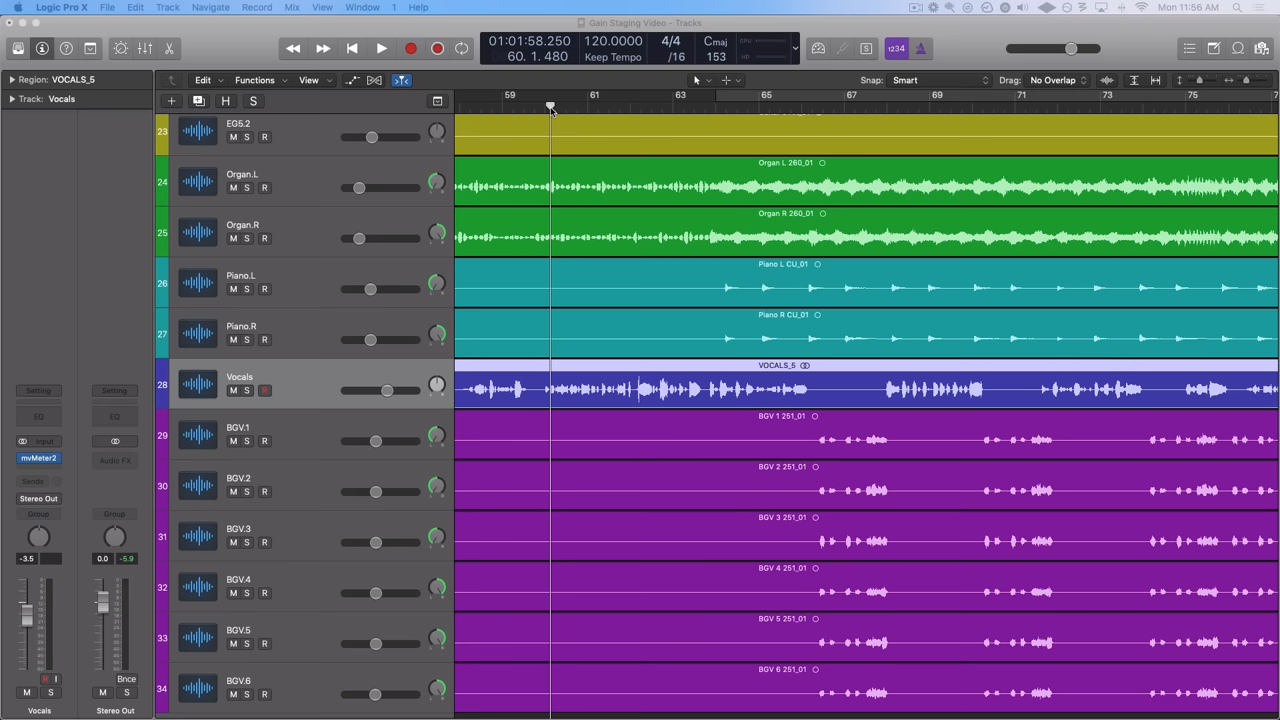 Logic Pro X File Edit Track Navigate Record Mix View Window 1 Help
Mon 11:56 AM
Gain Staging Video - Tracks
01:01:58.250 120.0000 4/4 Cmaj
60. 1. 480 Keep Tempo /16 153
1234
Region: VOCALS_5
Edit Functions View
Snap: Smart Drag: No Overlap
Track: Vocals
H S
59 61 63 65 67 69 71 73 75
23 EG5.2
M S R
24 Organ.L Organ L 260_01
M S R
25 Organ.R Organ R 260_01
M S R
26 Piano.L Piano L CU_01
M S R
27 Piano.R Piano R CU_01
M S R
28 Vocals VOCALS_5
M S R
29 BGV.1 BGV 1 251_01
M S R
30 BGV.2 BGV 2 251_01
M S R
31 BGV.3 BGV 3 251_01
M S R
32 BGV.4 BGV 4 251_01
M S R
33 BGV.5 BGV 5 251_01
M S R
34 BGV.6 BGV 6 251_01
M S R
Setting Setting
EQ EQ
Input
mvMeter2 Audio FX
Sends
Stereo Out
Group Group
-3.5 0.0 -5.9
R I Bnce
M S M S
Vocals Stereo Out